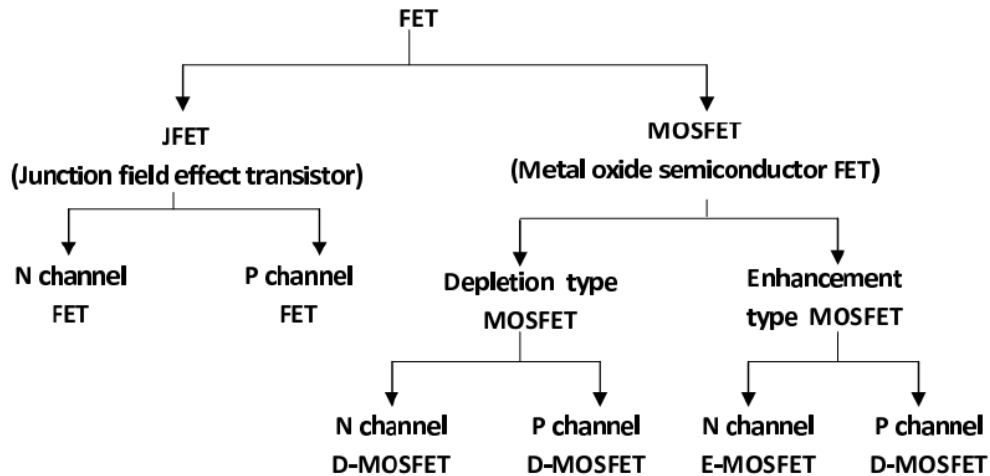 FET
JFET
(Junction field effect transistor)
MOSFET
(Metal oxide semiconductor FET)
N channel
FET
P channel
FET
Depletion type
MOSFET
Enhancement
type MOSFET
N channel
D-MOSFET
P channel
D-MOSFET
N channel
E-MOSFET
P channel
D-MOSFET